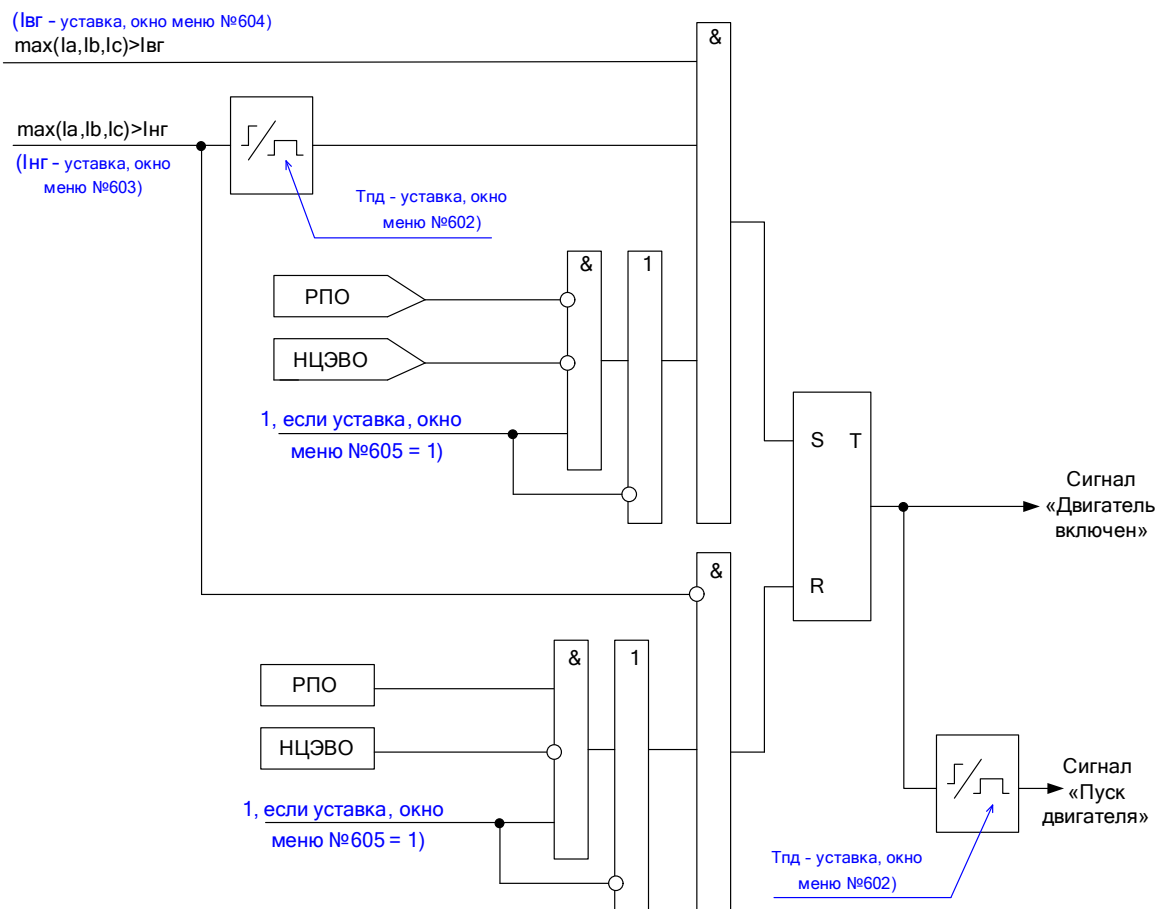 (Iвг – уставка, окно меню №604)
max(Ia,Ib,Ic)>Iвг
&
max(Ia,Ib,Ic)>Iнг
(Iнг – уставка, окно
меню №603)
Тпд - уставка, окно
меню №602)
&
1
РПО
НЦЭВО
1, если уставка, окно
меню №605 = 1)
S T
R
Сигнал
«Двигатель
включен»
&
&
1
РПО
НЦЭВО
1, если уставка, окно
меню №605 = 1)
Сигнал
«Пуск
двигателя»
Тпд - уставка, окно
меню №602)